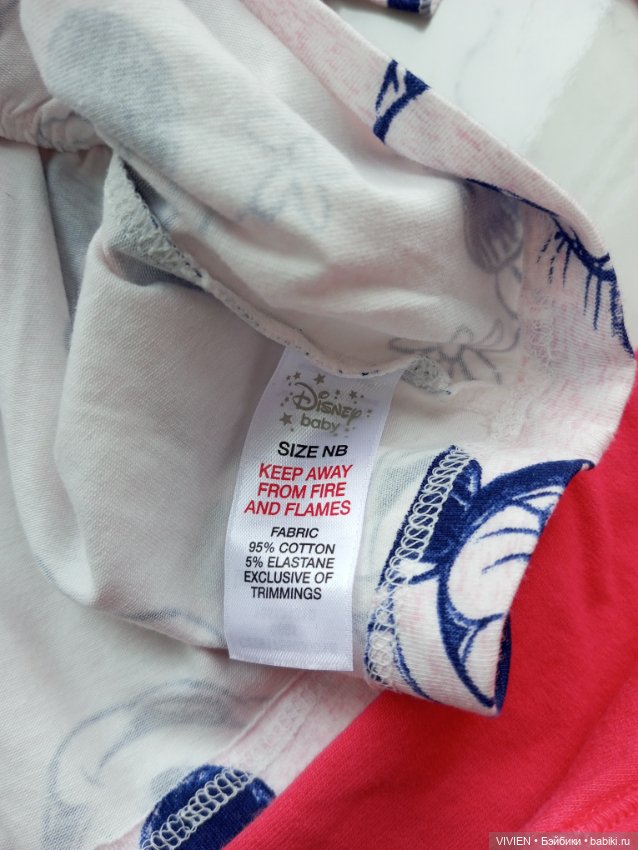 Disney
baby
SIZE NB
KEEP AWAY
FROM FIRE
AND FLAMES
FABRIC
95% COTTON
5% ELASTANE
EXCLUSIVE OF
TRIMMINGS
VIVIEN • Бэйбики • babiki.ru